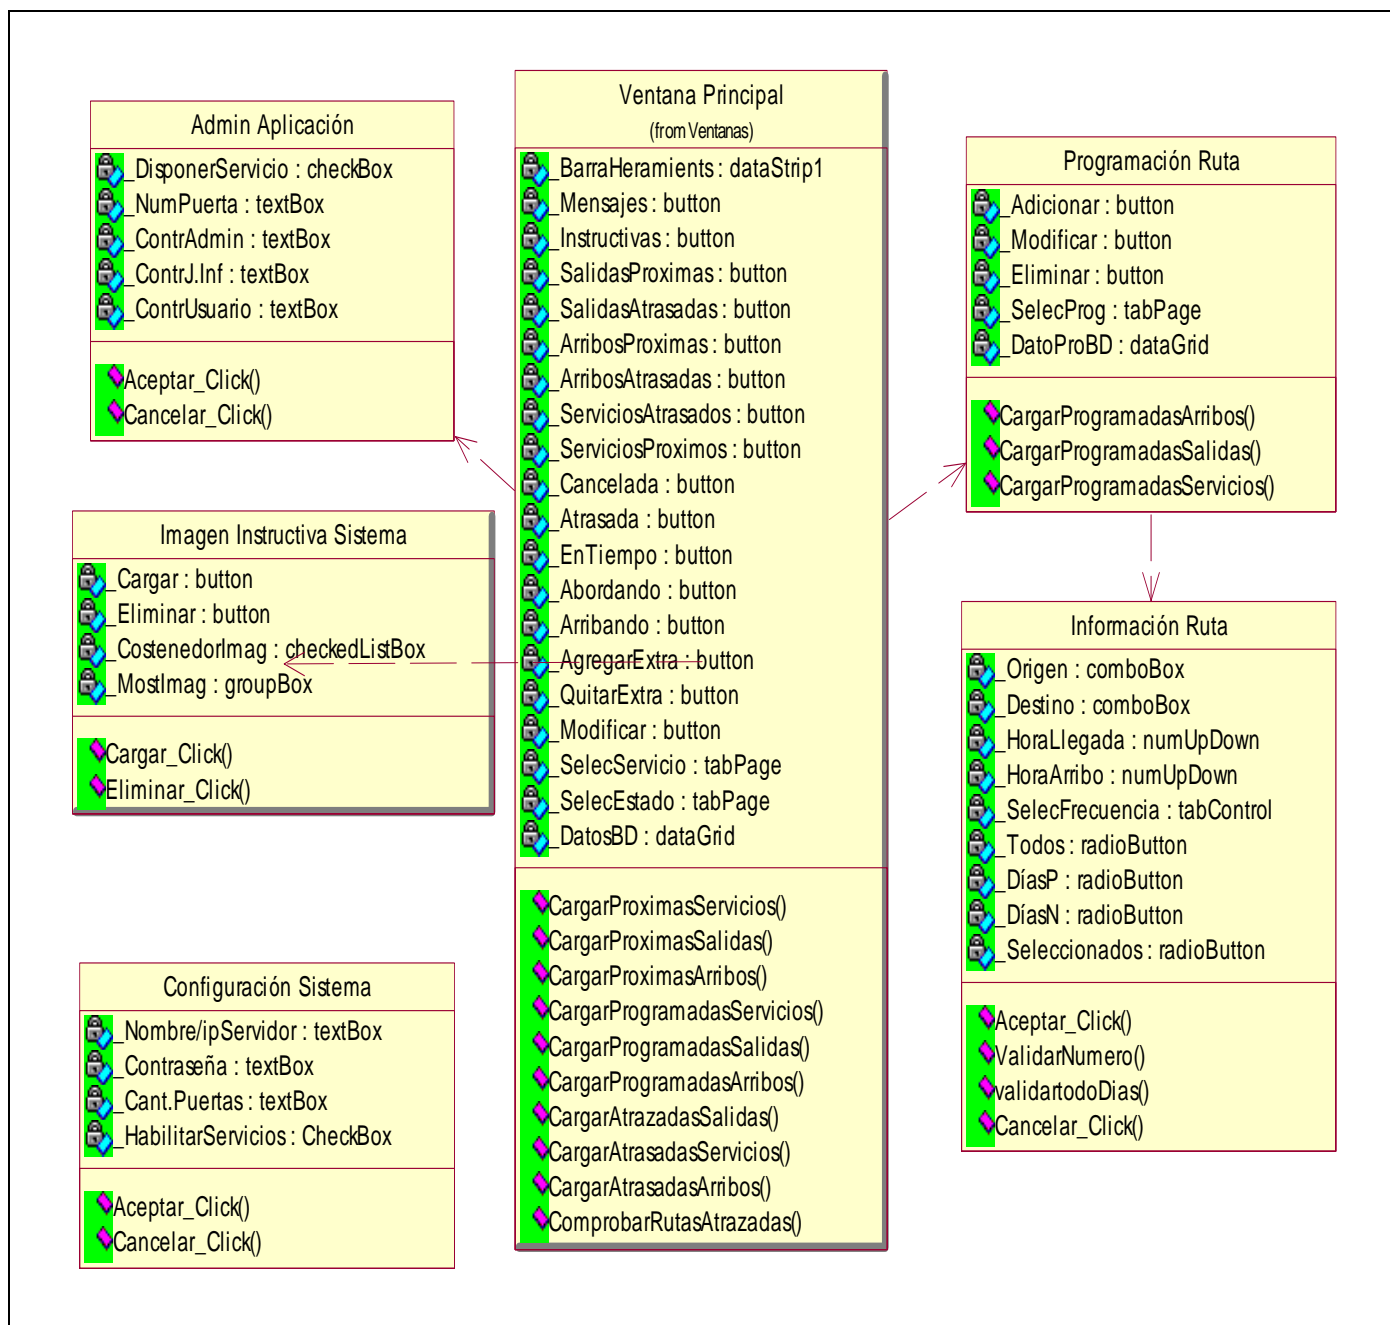 Admin Aplicación
_DisponerServicio : checkBox
_NumPuerta : textBox
_ContrAdmin : textBox
_ContrJ.Inf : textBox
_ContrUsuario : textBox
Aceptar_Click()
Cancelar_Click()
Imagen Instructiva Sistema
_Cargar : button
_Eliminar : button
_CostenedorImag : checkedListBox
_MostImag : groupBox
Cargar_Click()
Eliminar_Click()
Configuración Sistema
_Nombre/ipServidor : textBox
_Contraseña : textBox
_Cant.Puertas : textBox
_HabilitarServicios : CheckBox
Aceptar_Click()
Cancelar_Click()
Ventana Principal
(from Ventanas)
_BarraHeramients : dataStrip1
_Mensajes : button
_Instructivas : button
_SalidasProximas : button
_SalidasAtrasadas : button
_ArribosProximas : button
_ArribosAtrasadas : button
_ServiciosAtrasados : button
_ServiciosProximos : button
_Cancelada : button
_Atrasada : button
_EnTiempo : button
_Abordando : button
_Arribando : button
_AgregarExtra : button
_QuitarExtra : button
_Modificar : button
_SelecServicio : tabPage
_SelecEstado : tabPage
_DatosBD : dataGrid
CargarProximasServicios()
CargarProximasSalidas()
CargarProximasArribos()
CargarProgramadasServicios()
CargarProgramadasSalidas()
CargarProgramadasArribos()
CargarAtrazadasSalidas()
CargarAtrasadasServicios()
CargarAtrasadasArribos()
ComprobarRutasAtrazadas()
Programación Ruta
_Adicionar : button
_Modificar : button
_Eliminar : button
_SelecProg : tabPage
_DatoProBD : dataGrid
CargarProgramadasArribos()
CargarProgramadasSalidas()
CargarProgramadasServicios()
Información Ruta
_Origen : comboBox
_Destino : comboBox
_HoraLlegada : numUpDown
_HoraArribo : numUpDown
_SelecFrecuencia : tabControl
_Todos : radioButton
_DíasP : radioButton
_DíasN : radioButton
_Seleccionados : radioButton
Aceptar_Click()
ValidarNumero()
validartodoDias()
Cancelar_Click()